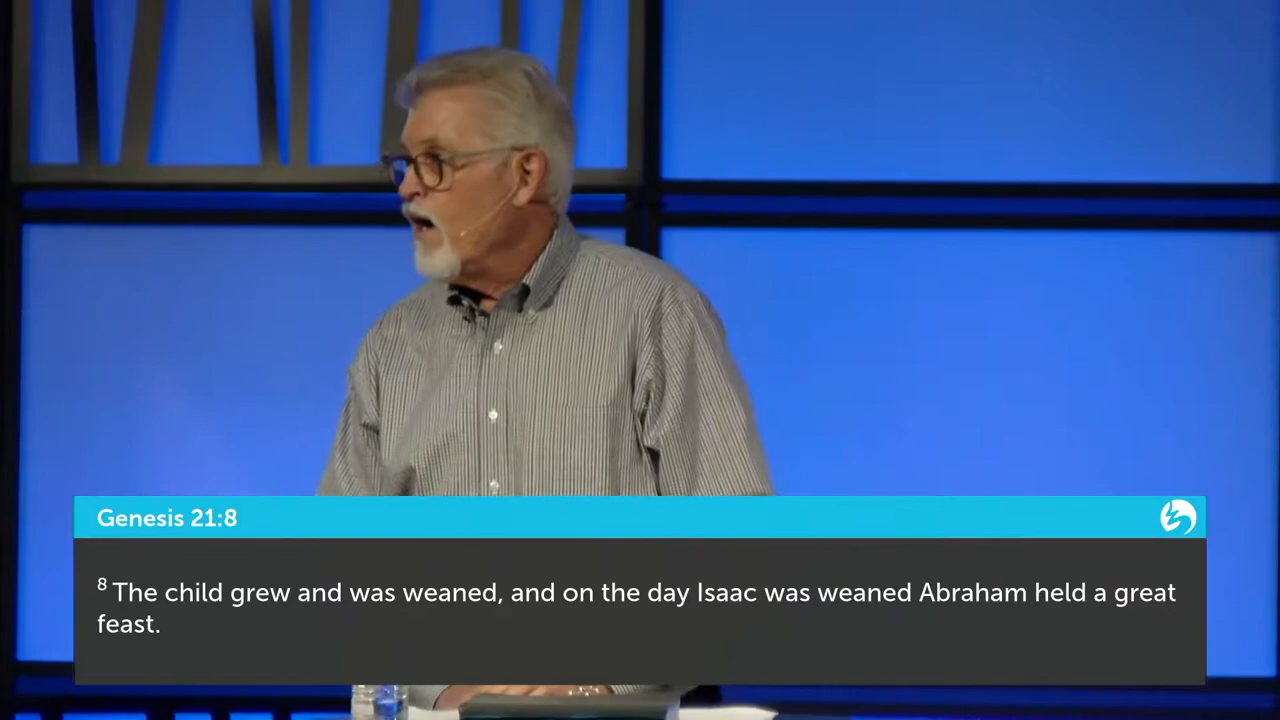 Genesis 21:8
⁸ The child grew and was weaned, and on the day Isaac was weaned Abraham held a great
feast.